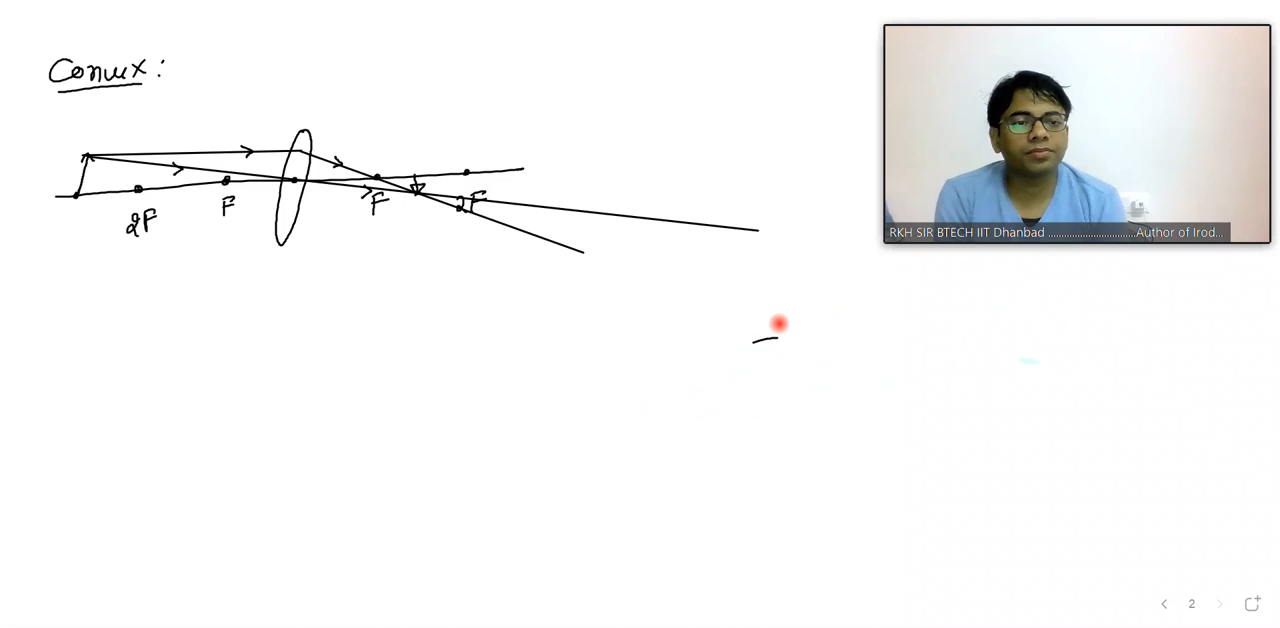 Convex :
2F F F 2F
RKH SIR BTECH IIT Dhanbad ..................................Author of Irod...
2